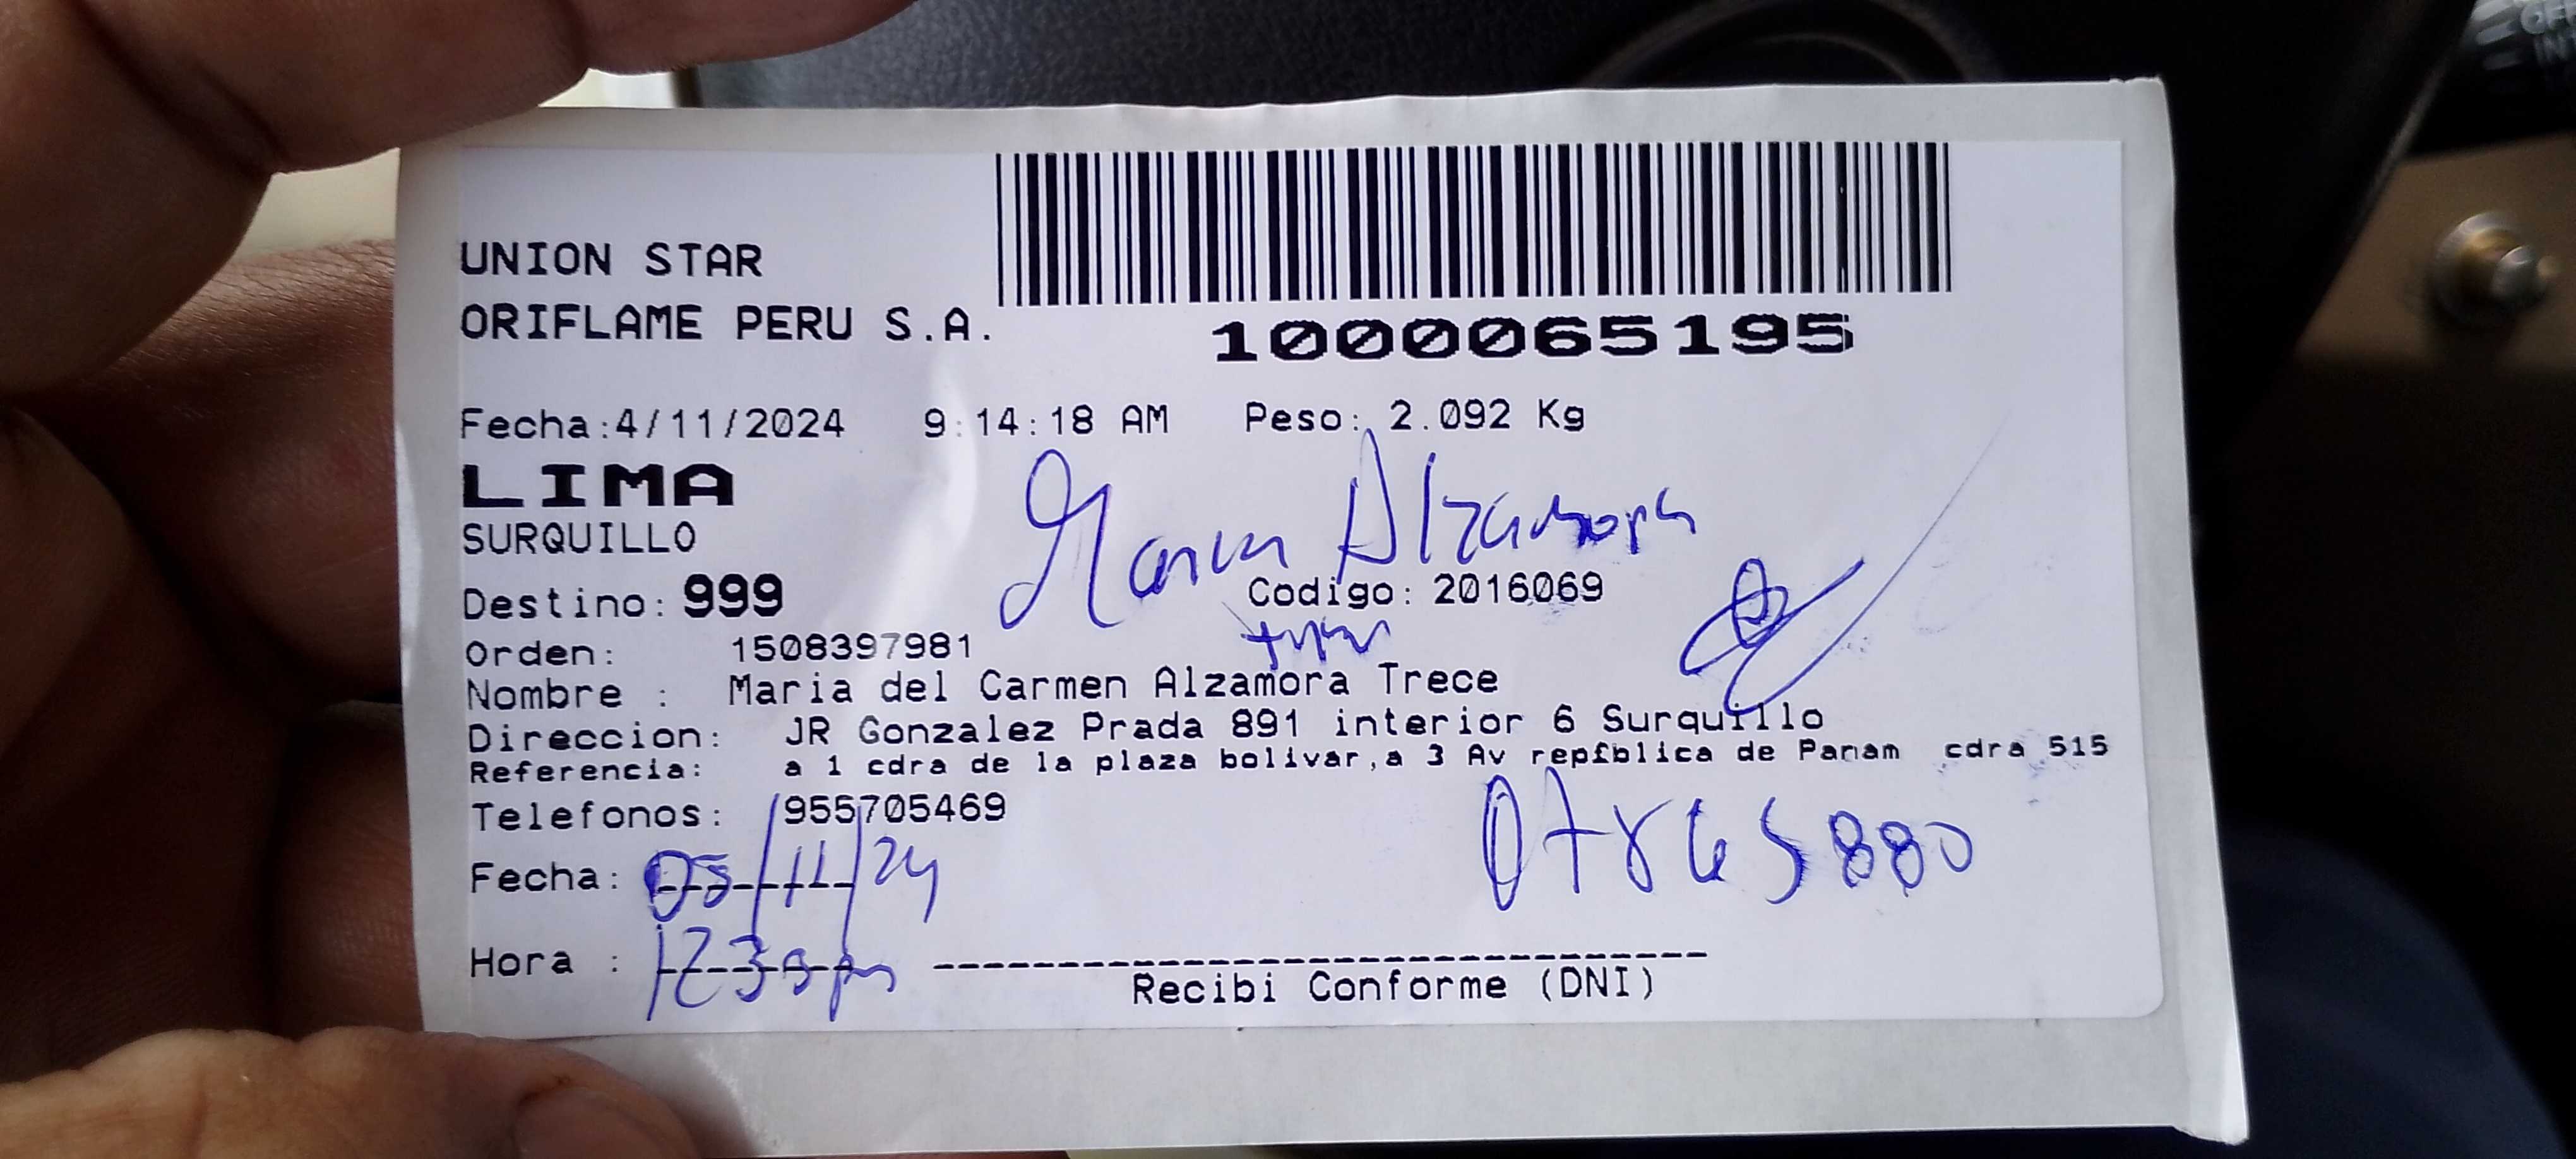 UNION STAR
ORIFLAME PERU S.A.
1000065195
Fecha:4/11/2024 9:14:18 AM Peso: 2.092 Kg
LIMA
SURQUILLO
Maria Alzamora
Destino: 999 Codigo: 2016069
Orden: 1508397981
Nombre : Maria del Carmen Alzamora Trece
Direccion: JR Gonzalez Prada 891 interior 6 Surquillo
Referencia: a 1 cdra de la plaza bolivar,a 3 Av repfblica de Panam cdra 515
Telefonos: 955705469
Fecha: 05/11/24
07865880
Hora :
Recibi Conforme (DNI)